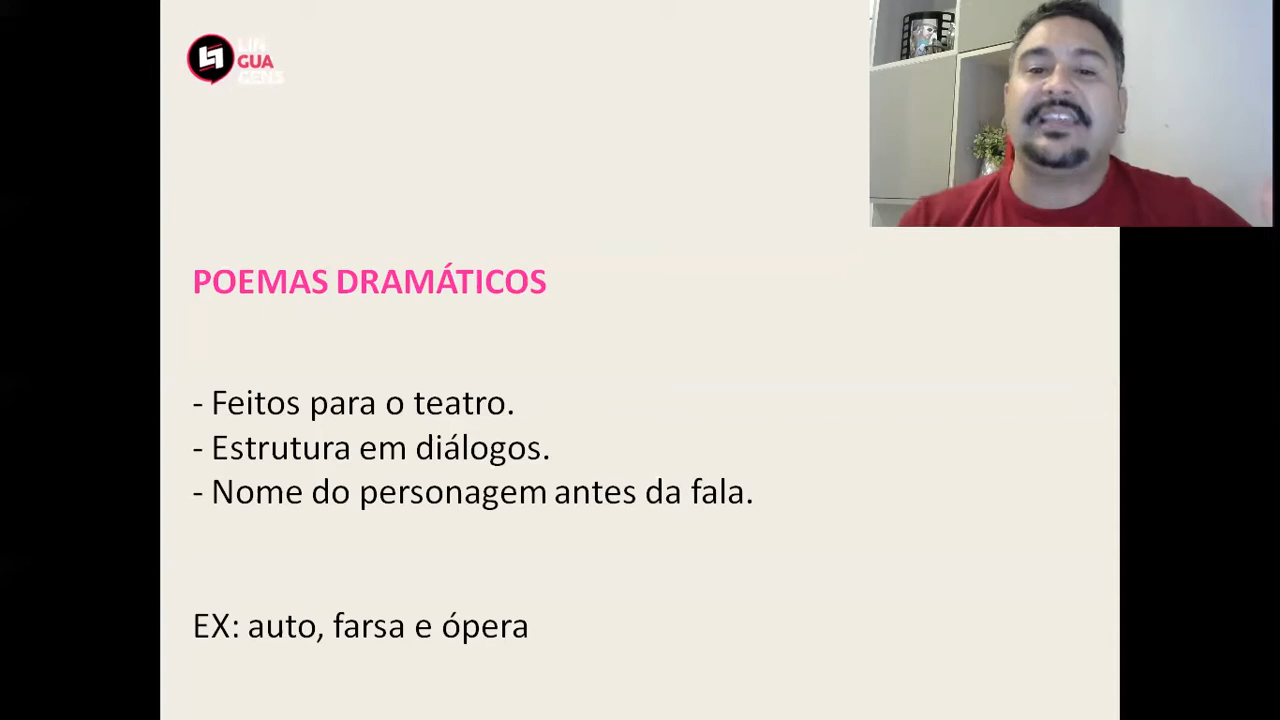 LIN
GUA
GENS
POEMAS DRAMÁTICOS
- Feitos para o teatro.
- Estrutura em diálogos.
- Nome do personagem antes da fala.
EX: auto, farsa e ópera